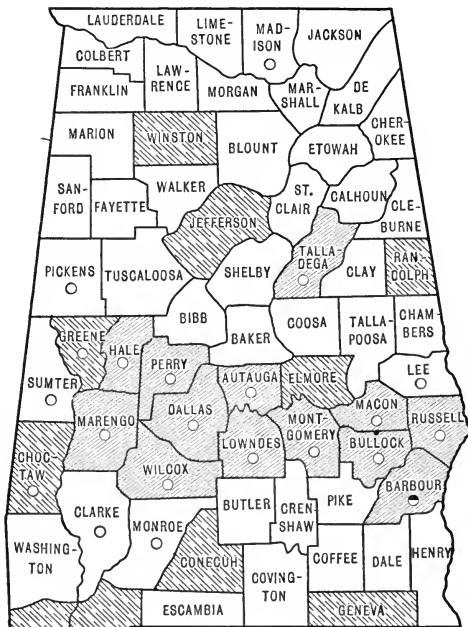 LAUDERDALE
LIME-
STONE
MAD-
ISON
JACKSON
COLBERT
LAW-
RENCE
FRANKLIN
MORGAN
MAR-
SHALL
DE
KALB
CHER-
OKEE
MARION
WINSTON
BLOUNT
ETOWAH
SAN-
FORD
FAYETTE
WALKER
JEFFERSON
ST.
CLAIR
CALHOUN
CLE-
BURNE
PICKENS
TUSCALOOSA
SHELBY
TALLA-
DEGA
CLAY
RAN-
DOLPH
BIBB
BAKER
COOSA
TALLA-
POOSA
CHAM-
BERS
GREENE
HALE
PERRY
AUTAUGA
ELMORE
LEE
SUMTER
MARENGO
DALLAS
LOWNDES
MONT-
GOMERY
MACON
RUSSELL
BULLOCK
CHOC-
TAW
WILCOX
BARBOUR
CLARKE
MONROE
BUTLER
CREN
SHAW
PIKE
WASHING-
TON
CONECUH
COVING-
TON
COFFEE
DALE
HENRY
ESCAMBIA
GENEVA